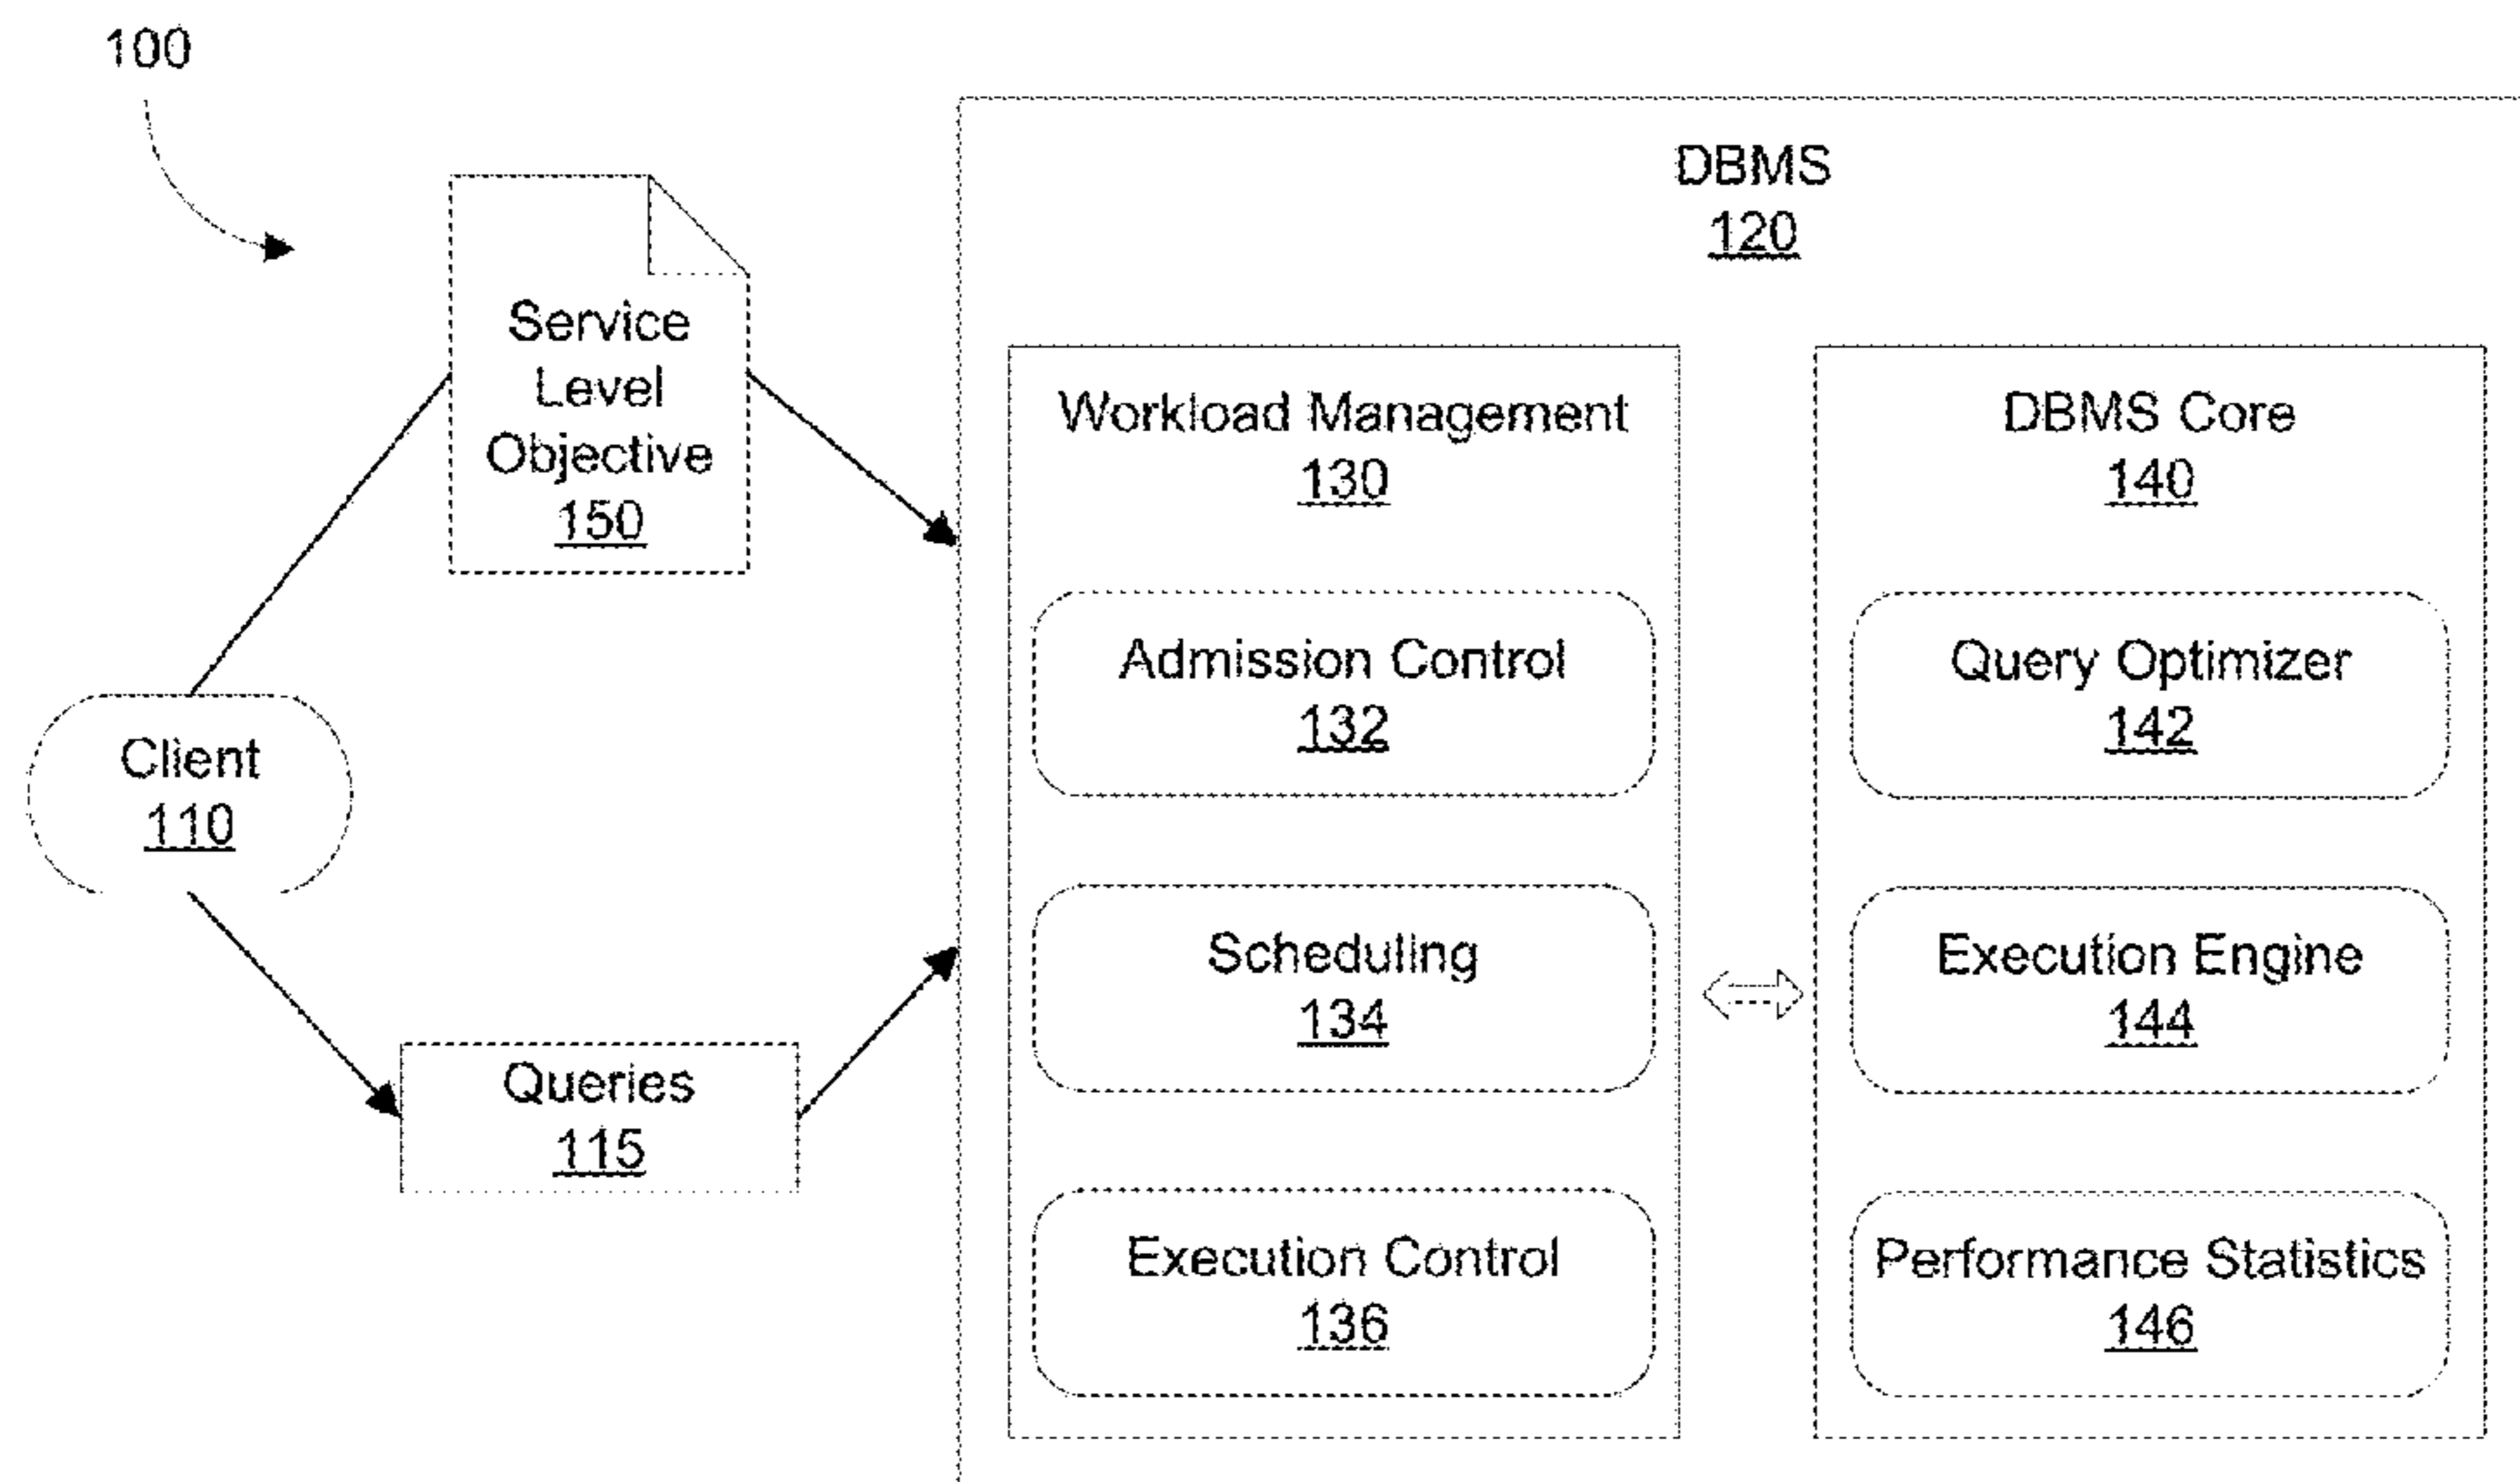 100
DBMS
120
Service
Level
Objective
150
Workload Management
130
DBMS Core
140
Admission Control
132
Query Optimizer
142
Client
110
Scheduling
134
Execution Engine
144
Queries
115
Execution Control
136
Performance Statistics
146